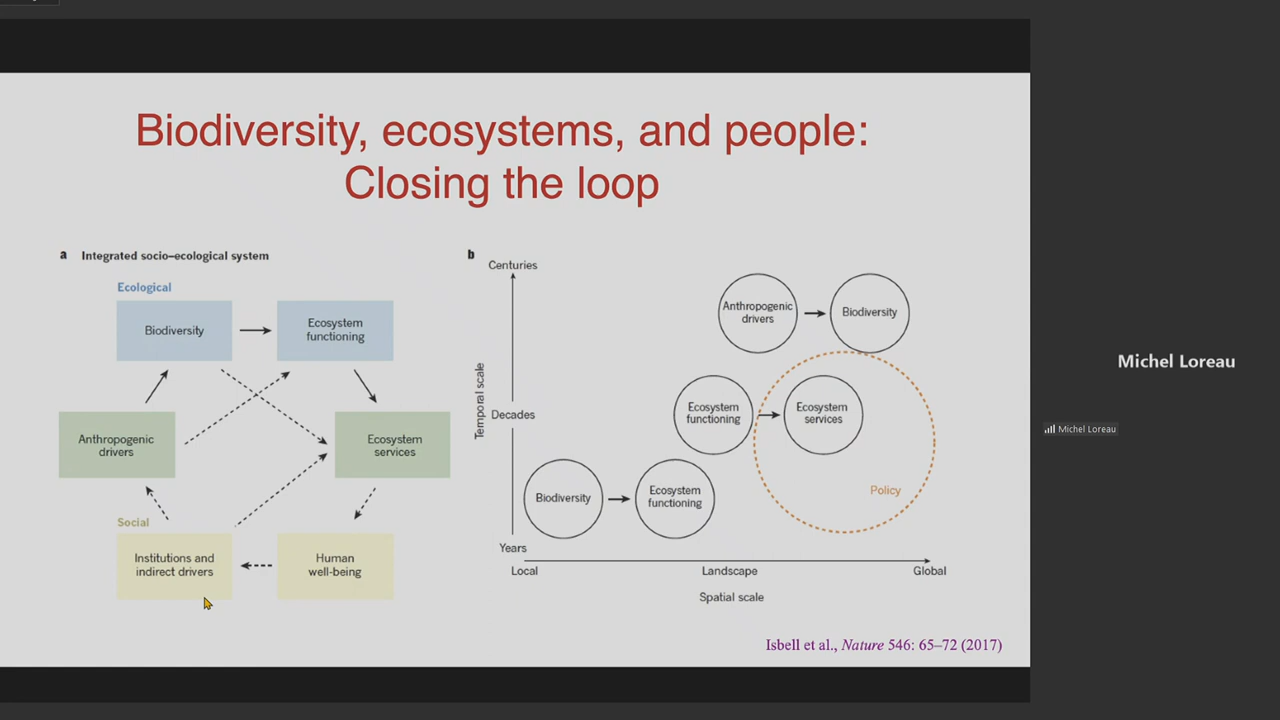 Biodiversity, ecosystems, and people:
Closing the loop
a Integrated socio–ecological system
Ecological
Biodiversity
Ecosystem
functioning
Anthropogenic
drivers
Ecosystem
services
Social
Institutions and
indirect drivers
Human
well-being
b
Centuries
Temporal scale
Decades
Years
Anthropogenic
drivers
Biodiversity
Ecosystem
functioning
Ecosystem
services
Biodiversity
Ecosystem
functioning
Policy
Local
Landscape
Global
Spatial scale
Isbell et al., Nature 546: 65–72 (2017)
Michel Loreau
Michel Loreau